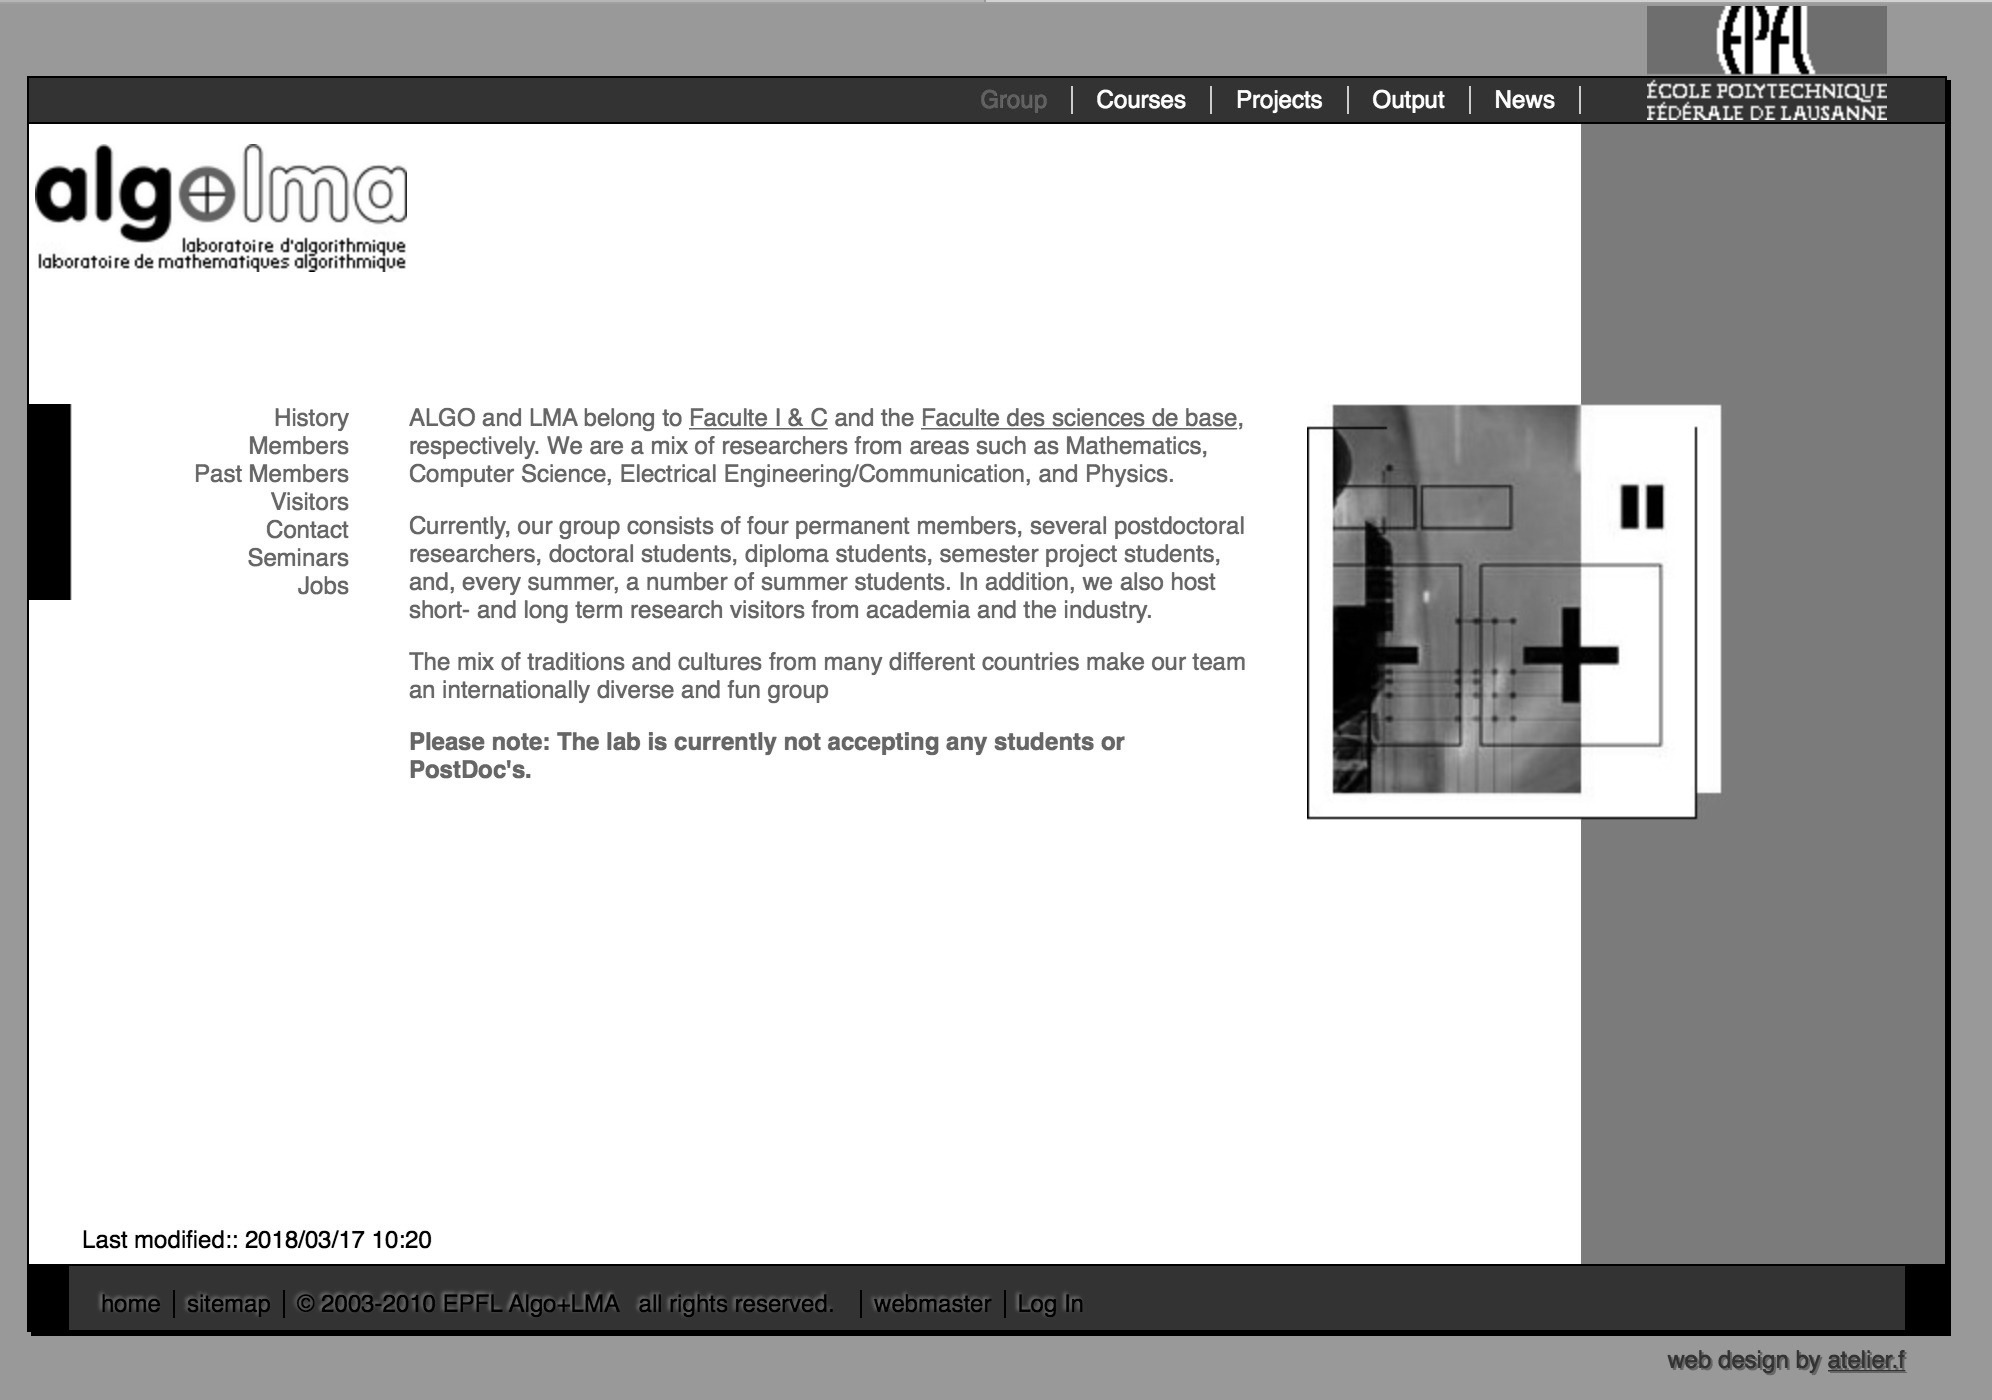 EPFL
ÉCOLE POLYTECHNIQUE
FÉDÉRALE DE LAUSANNE
Group | Courses | Projects | Output | News |
algolma
laboratoire d'algorithmique
laboratoire de mathematiques algorithmique
History
Members
Past Members
Visitors
Contact
Seminars
Jobs
ALGO and LMA belong to Faculte I & C and the Faculte des sciences de base,
respectively. We are a mix of researchers from areas such as Mathematics,
Computer Science, Electrical Engineering/Communication, and Physics.
Currently, our group consists of four permanent members, several postdoctoral
researchers, doctoral students, diploma students, semester project students,
and, every summer, a number of summer students. In addition, we also host
short- and long term research visitors from academia and the industry.
The mix of traditions and cultures from many different countries make our team
an internationally diverse and fun group
Please note: The lab is currently not accepting any students or
PostDoc's.
Last modified:: 2018/03/17 10:20
home | sitemap | © 2003-2010 EPFL Algo+LMA all rights reserved. | webmaster | Log In
web design by atelier.f